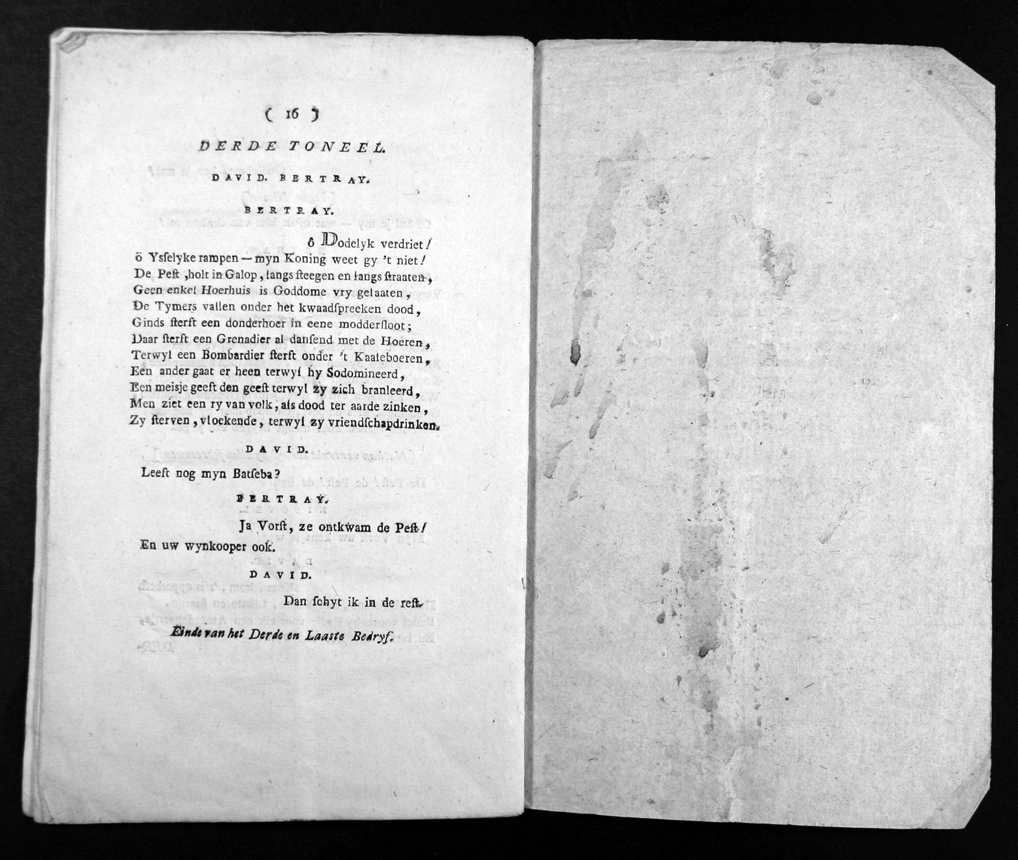 ( 16 )
DERDE TONEEL.
DAVID. BERTRAY.
BERTRAY.
ô Dodelyk verdriet!
ö Ysſelyke rampen — myn Koning weet gy 't niet!
De Peſt ,holt in Galop, langs ſteegen en langs ſtraaten,
Geen enkel Hoerhuis is Goddome vry gelaaten,
De Tymers vallen onder het kwaadſpreeken dood,
Ginds ſterſt een donderhoer in eene modderſloot;
Daar ſterſt een Grenadier al danſend met de Hoeren,
Terwyl een Bombardier ſterſt onder 't Kaaleboeren,
Een ander gaat er heen terwyl hy Sodomineerd,
Een meisje geeft den geeſt terwyl zy zich branleerd,
Men ziet een ry van volk, als dood ter aarde zinken,
Zy ſterven, vloekende, terwyl zy vriendſchapdrinken.
DAVID.
Leeft nog myn Batſeba?
BERTRAY.
Ja Vorſt, ze ontkwam de Peſt!
En uw wynkooper ook.
DAVID.
Dan ſchyt ik in de reſt.
Einde van het Derde en Laaste Bedryf.